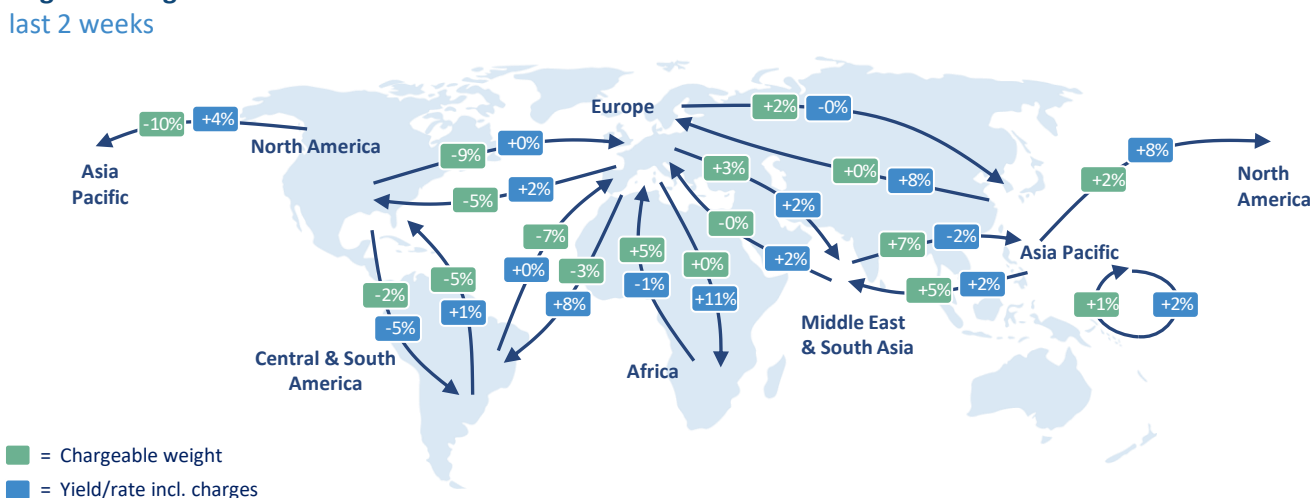 last 2 weeks
Europe
+2%
-0%
-10%
+4%
North America
Asia
Pacific
-9%
+0%
-5%
+2%
+3%
+2%
+0%
+8%
+2%
+8%
North
America
-7%
+0%
-3%
+8%
+5%
-1%
+0%
+11%
-0%
+2%
+7%
-2%
Asia Pacific
+5%
+2%
+1%
+2%
-2%
-5%
-5%
+1%
Middle East
& South Asia
Central & South
America
Africa
= Chargeable weight
= Yield/rate incl. charges